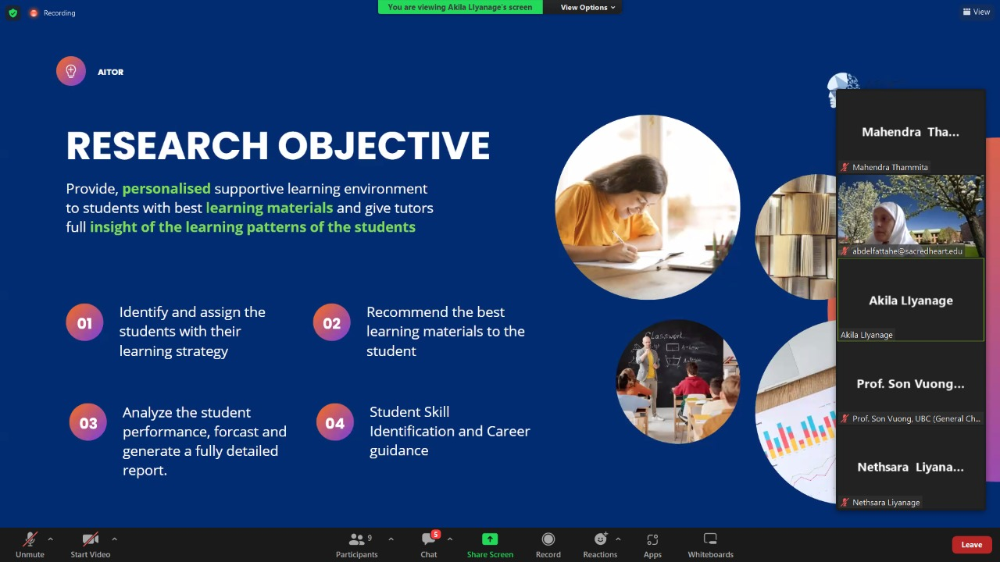 Recording
You are viewing Akila LIyanage's screen
View Options
View
AITOR
RESEARCH OBJECTIVE
Provide, personalised supportive learning environment
to students with best learning materials and give tutors
full insight of the learning patterns of the students
01
Identify and assign the
students with their
learning strategy
02
Recommend the best
learning materials to the
student
03
Analyze the student
performance, forcast and
generate a fully detailed
report.
04
Student Skill
Identification and Career
guidance
Classwork
Mahendra Tha...
Mahendra Thammita
abdelfattahe@sacredheart.edu
Akila LIyanage
Akila LIyanage
Prof. Son Vuong...
Prof. Son Vuong, UBC (General Ch...
Nethsara Liyana...
Nethsara Liyanage
Unmute
Start Video
Participants
9
Chat
5
Share Screen
Record
Reactions
Apps
Whiteboards
Leave